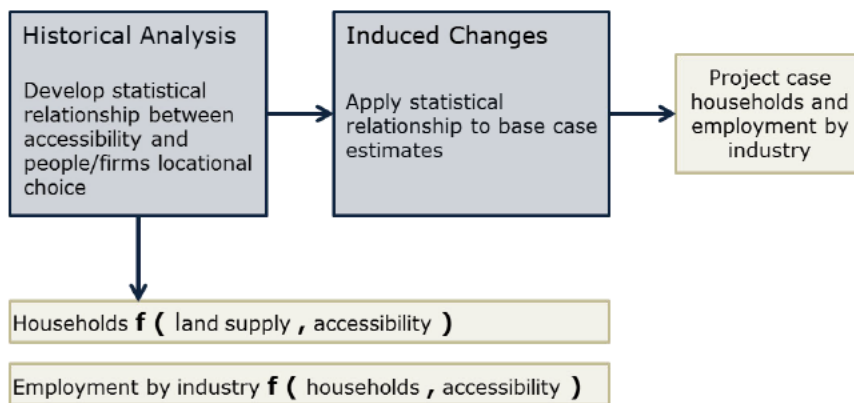 Historical Analysis
Develop statistical
relationship between
accessibility and
people/firms locational
choice
Induced Changes
Apply statistical
relationship to base case
estimates
Project case
households and
employment by
industry
Households f ( land supply , accessibility )
Employment by industry f ( households , accessibility )